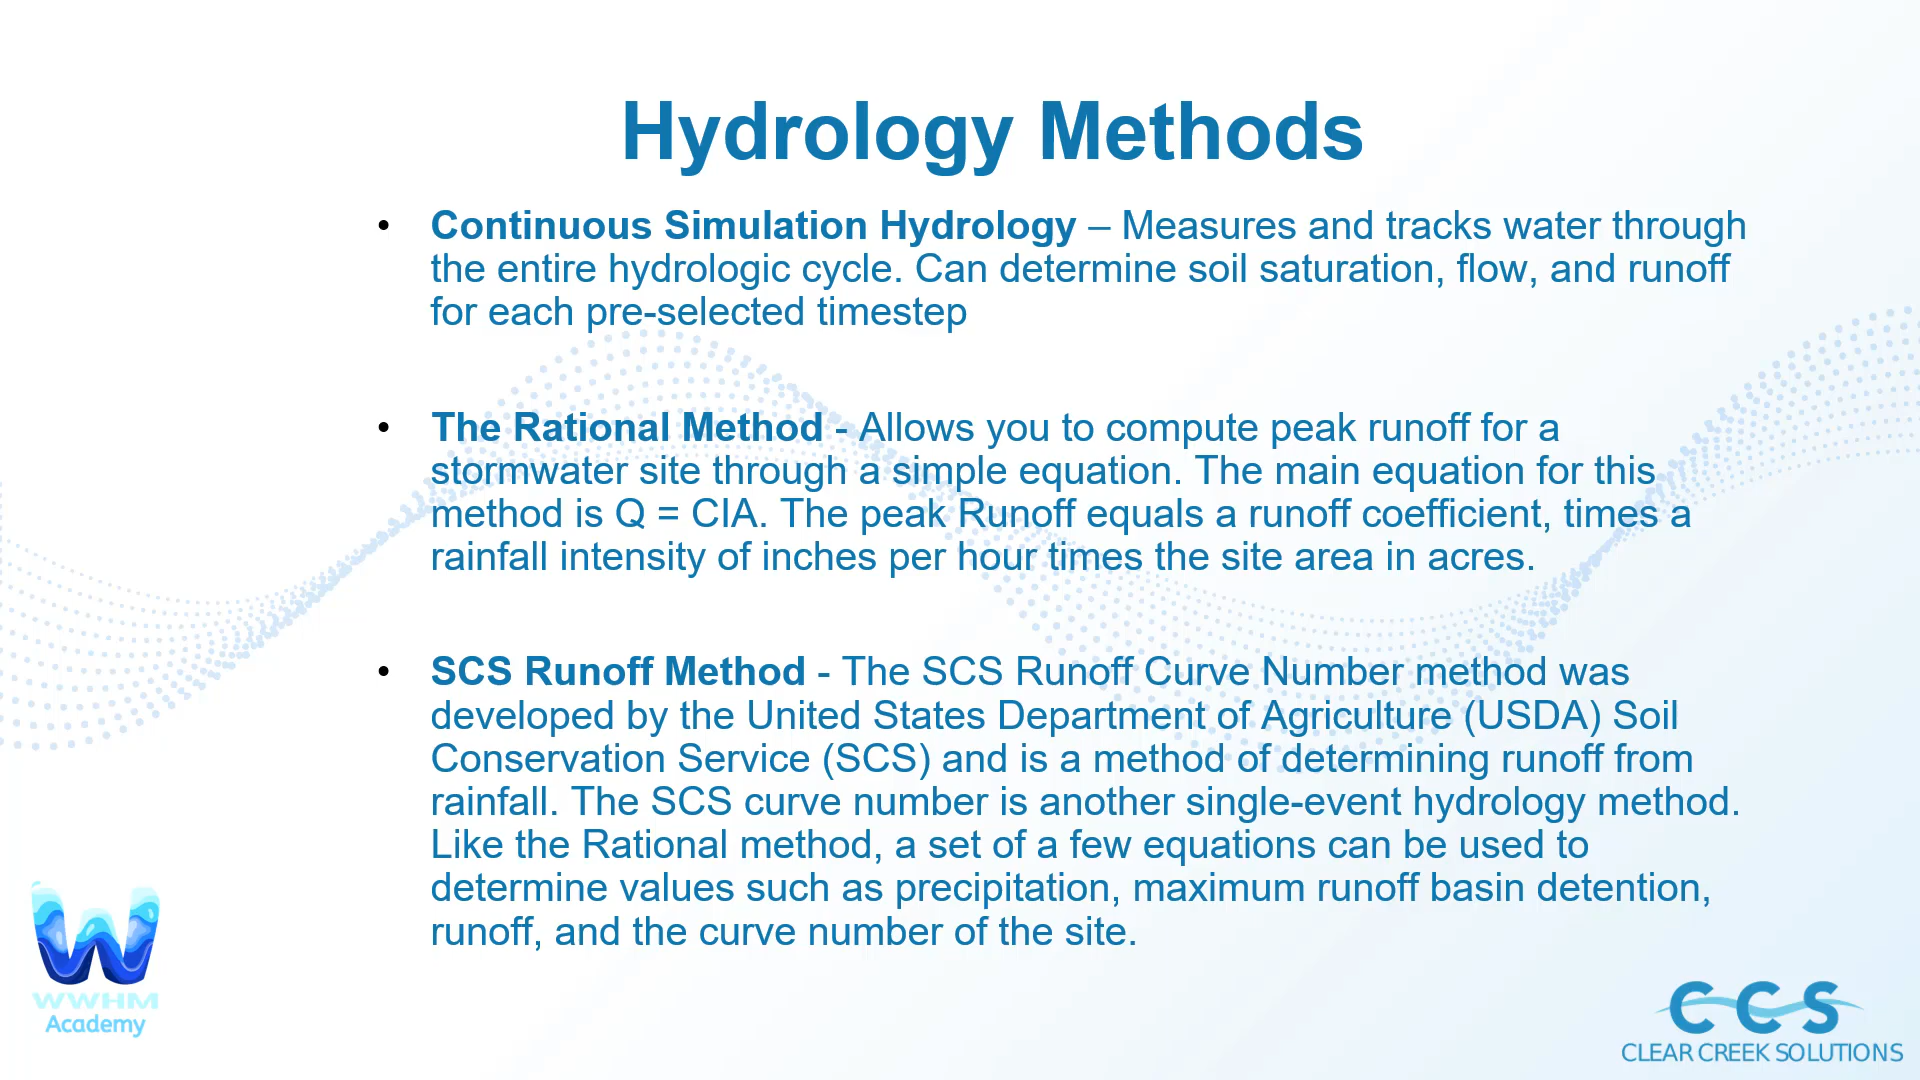 Hydrology Methods
• Continuous Simulation Hydrology – Measures and tracks water through
the entire hydrologic cycle. Can determine soil saturation, flow, and runoff
for each pre-selected timestep
• The Rational Method - Allows you to compute peak runoff for a
stormwater site through a simple equation. The main equation for this
method is Q = CIA. The peak Runoff equals a runoff coefficient, times a
rainfall intensity of inches per hour times the site area in acres.
• SCS Runoff Method - The SCS Runoff Curve Number method was
developed by the United States Department of Agriculture (USDA) Soil
Conservation Service (SCS) and is a method of determining runoff from
rainfall. The SCS curve number is another single-event hydrology method.
Like the Rational method, a set of a few equations can be used to
determine values such as precipitation, maximum runoff basin detention,
runoff, and the curve number of the site.
W
WWHM
Academy
CCS
CLEAR CREEK SOLUTIONS